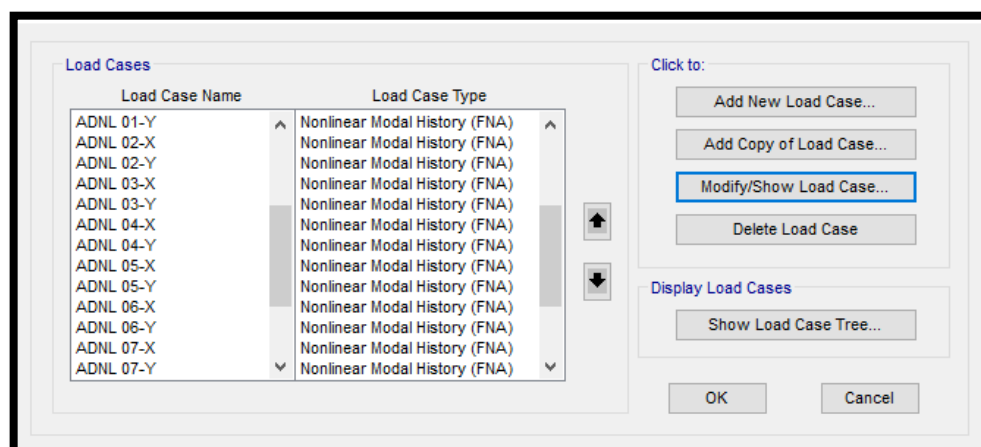 Load Cases
Load Case Name Load Case Type
ADNL 01-Y Nonlinear Modal History (FNA)
ADNL 02-X Nonlinear Modal History (FNA)
ADNL 02-Y Nonlinear Modal History (FNA)
ADNL 03-X Nonlinear Modal History (FNA)
ADNL 03-Y Nonlinear Modal History (FNA)
ADNL 04-X Nonlinear Modal History (FNA)
ADNL 04-Y Nonlinear Modal History (FNA)
ADNL 05-X Nonlinear Modal History (FNA)
ADNL 05-Y Nonlinear Modal History (FNA)
ADNL 06-X Nonlinear Modal History (FNA)
ADNL 06-Y Nonlinear Modal History (FNA)
ADNL 07-X Nonlinear Modal History (FNA)
ADNL 07-Y Nonlinear Modal History (FNA)
Click to:
Add New Load Case...
Add Copy of Load Case...
Modify/Show Load Case...
Delete Load Case
Display Load Cases
Show Load Case Tree...
OK Cancel